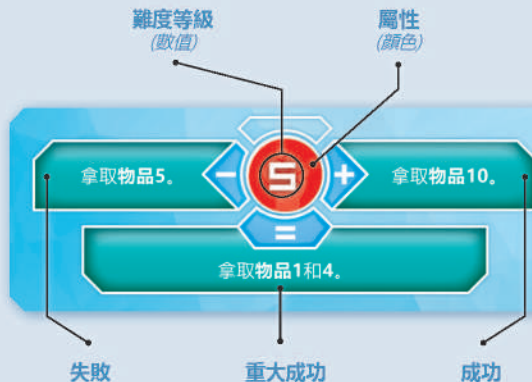 難度等級
(數值)
屬性
(顏色)
拿取物品5。
−
5
+
拿取物品10。
=
拿取物品1和4。
失敗
重大成功
成功